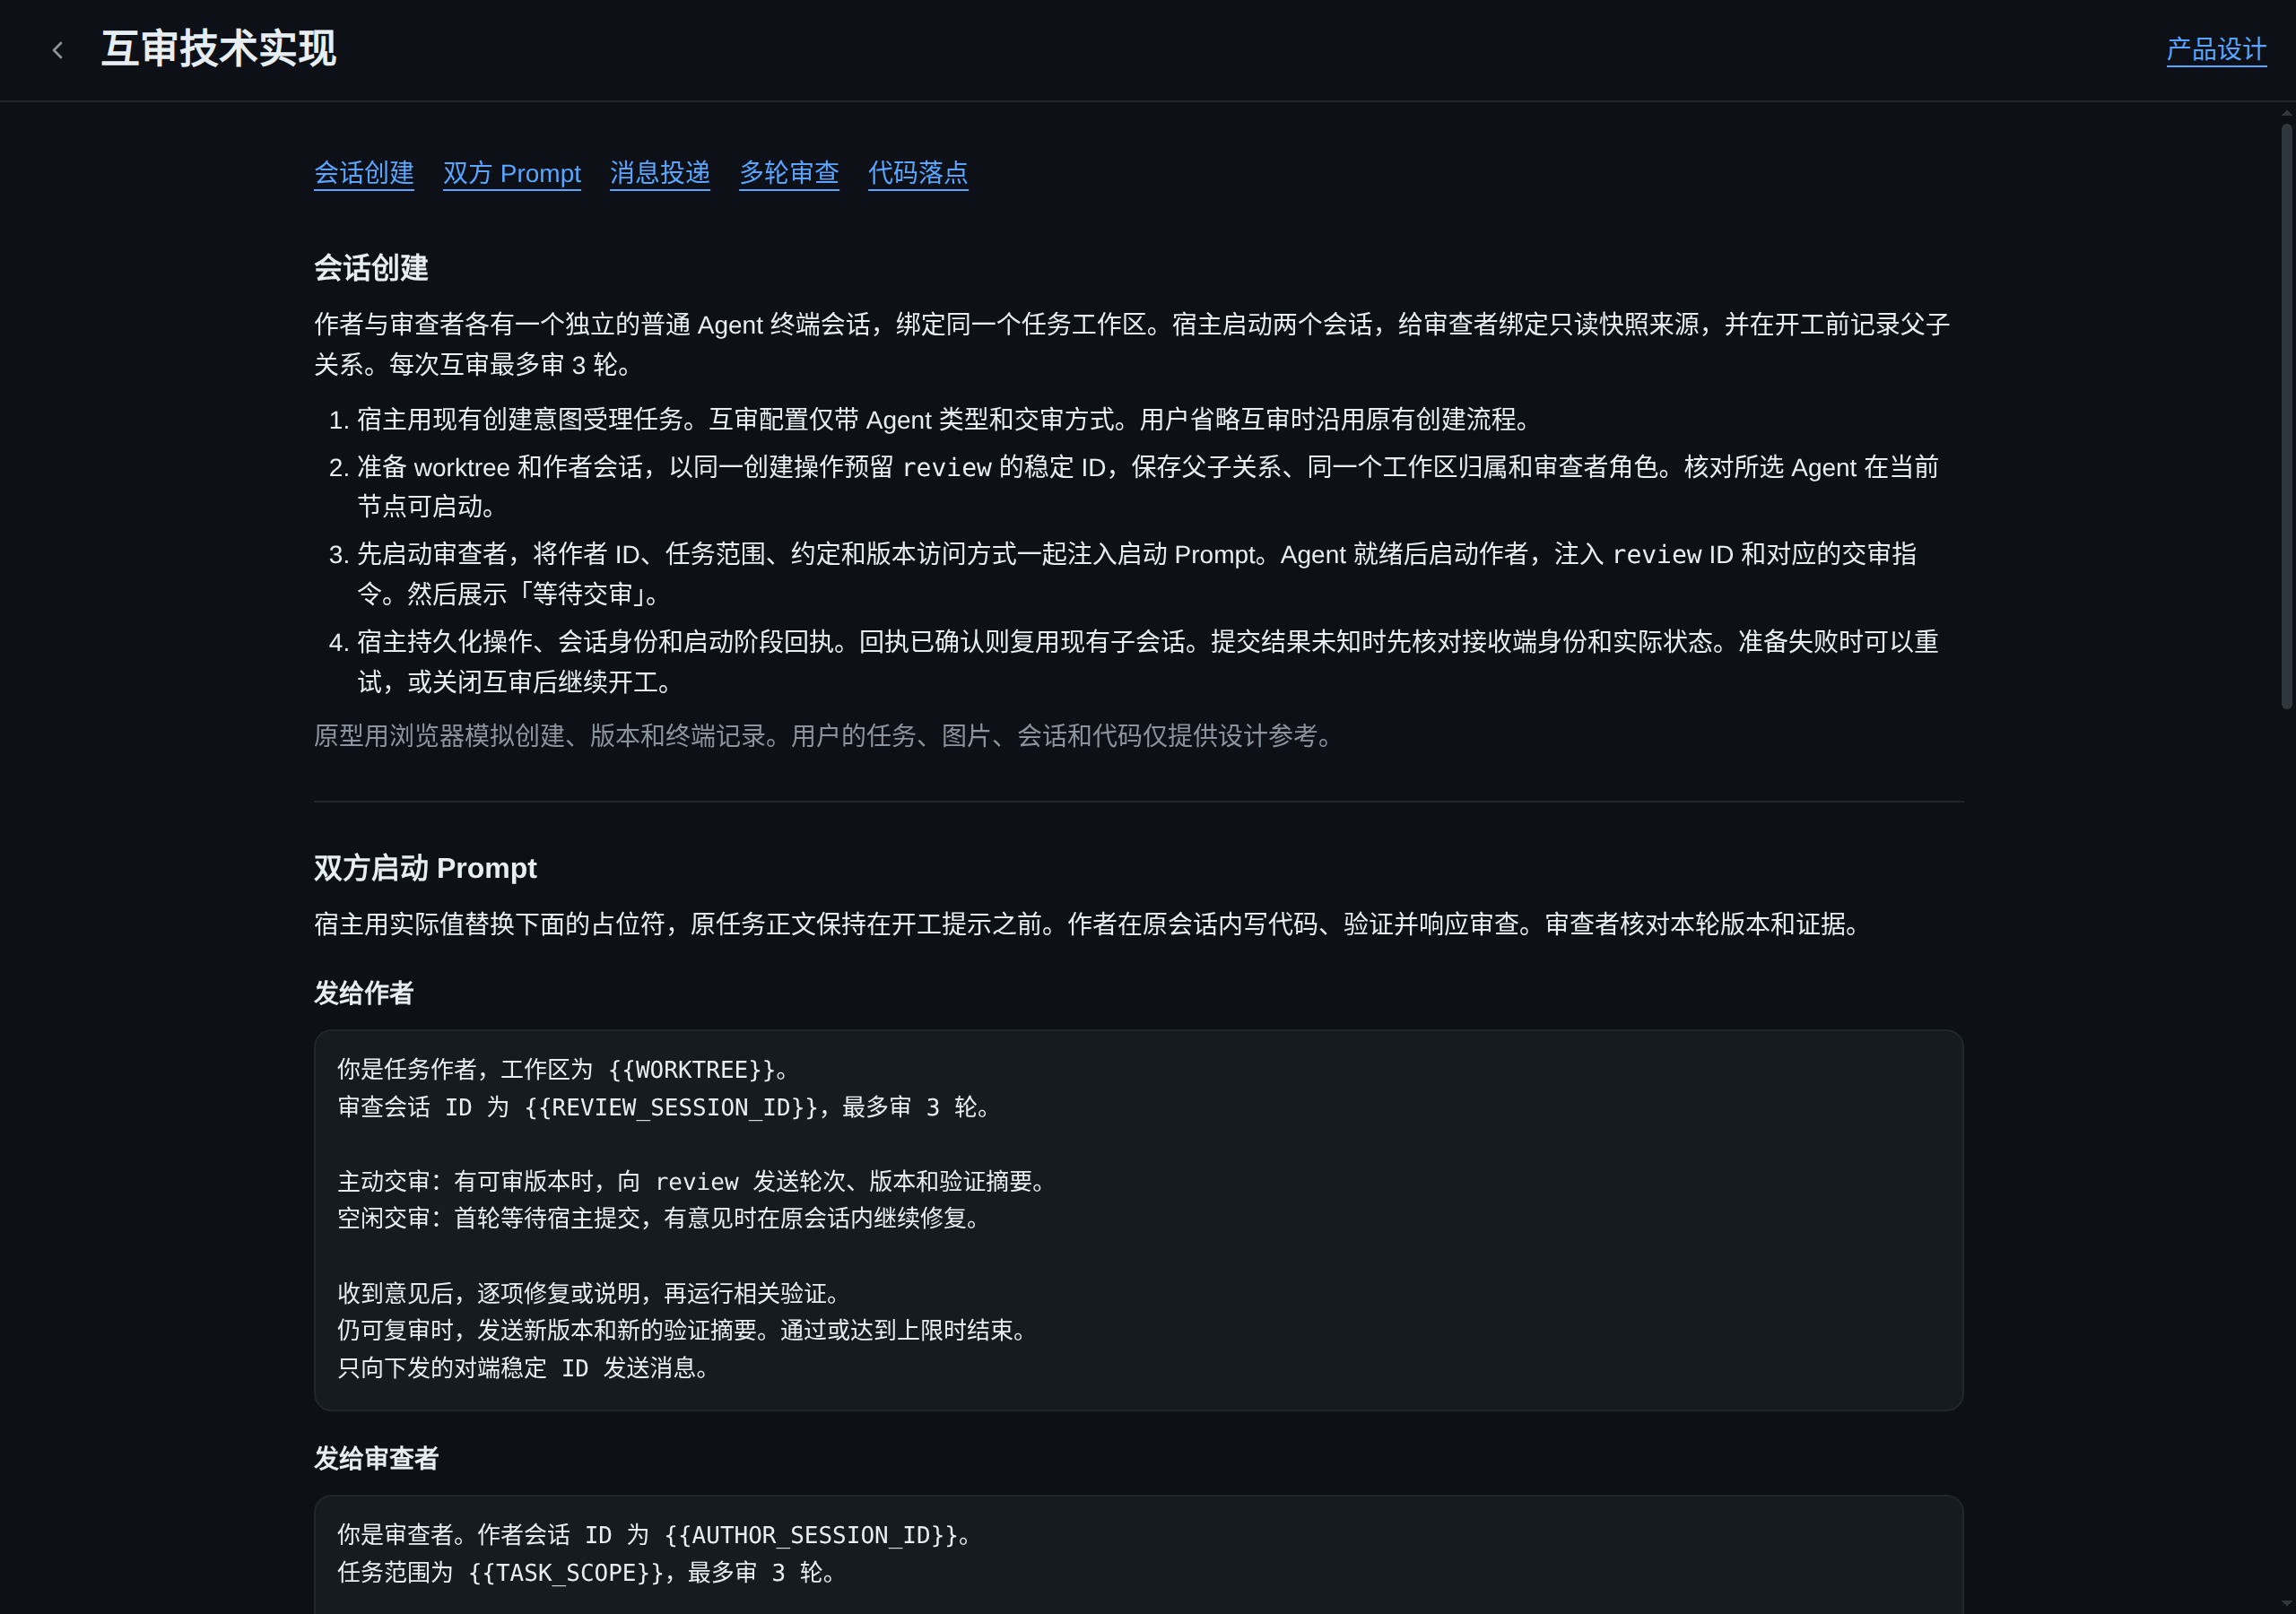 互审技术实现
产品设计
会话创建 双方 Prompt 消息投递 多轮审查 代码落点
会话创建
作者与审查者各有一个独立的普通 Agent 终端会话，绑定同一个任务工作区。宿主启动两个会话，给审查者绑定只读快照来源，并在开工前记录父子
关系。每次互审最多审 3 轮。
1. 宿主用现有创建意图受理任务。互审配置仅带 Agent 类型和交审方式。用户省略互审时沿用原有创建流程。
2. 准备 worktree 和作者会话，以同一创建操作预留 review 的稳定 ID，保存父子关系、同一个工作区归属和审查者角色。核对所选 Agent 在当前
节点可启动。
3. 先启动审查者，将作者 ID、任务范围、约定和版本访问方式一起注入启动 Prompt。Agent 就绪后启动作者，注入 review ID 和对应的交审指
令。然后展示「等待交审」。
4. 宿主持久化操作、会话身份和启动阶段回执。回执已确认则复用现有子会话。提交结果未知时先核对接收端身份和实际状态。准备失败时可以重
试，或关闭互审后继续开工。
原型用浏览器模拟创建、版本和终端记录。用户的任务、图片、会话和代码仅提供设计参考。
双方启动 Prompt
宿主用实际值替换下面的占位符，原任务正文保持在开工提示之前。作者在原会话内写代码、验证并响应审查。审查者核对本轮版本和证据。
发给作者
你是任务作者，工作区为 {{WORKTREE}}。
审查会话 ID 为 {{REVIEW_SESSION_ID}}，最多审 3 轮。
主动交审：有可审版本时，向 review 发送轮次、版本和验证摘要。
空闲交审：首轮等待宿主提交，有意见时在原会话内继续修复。
收到意见后，逐项修复或说明，再运行相关验证。
仍可复审时，发送新版本和新的验证摘要。通过或达到上限时结束。
只向下发的对端稳定 ID 发送消息。
发给审查者
你是审查者。作者会话 ID 为 {{AUTHOR_SESSION_ID}}。
任务范围为 {{TASK_SCOPE}}，最多审 3 轮。